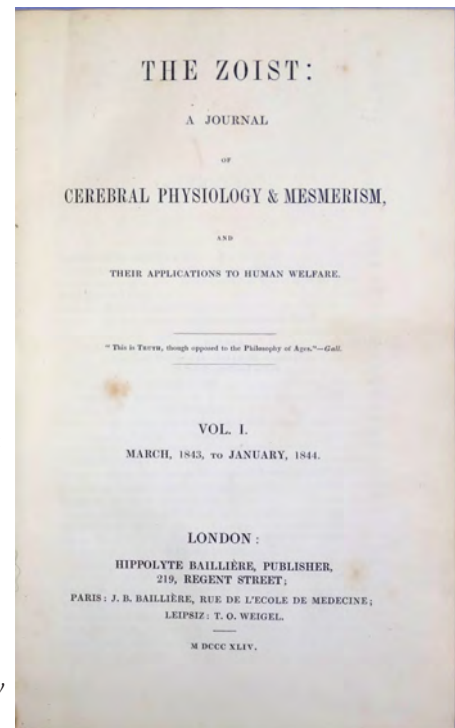 THE ZOIST:
A JOURNAL
OF
CEREBRAL PHYSIOLOGY & MESMERISM,
AND
THEIR APPLICATIONS TO HUMAN WELFARE.
"This is TRUTH, though opposed to the Philosophy of Ages."—Gall.
VOL. I.
MARCH, 1843, TO JANUARY, 1844.
LONDON:
HIPPOLYTE BAILLIÈRE, PUBLISHER,
219, REGENT STREET;
PARIS: J. B. BAILLIÈRE, RUE DE L'ECOLE DE MEDECINE;
LEIPSIZ: T. O. WEIGEL.
M DCCC XLIV.